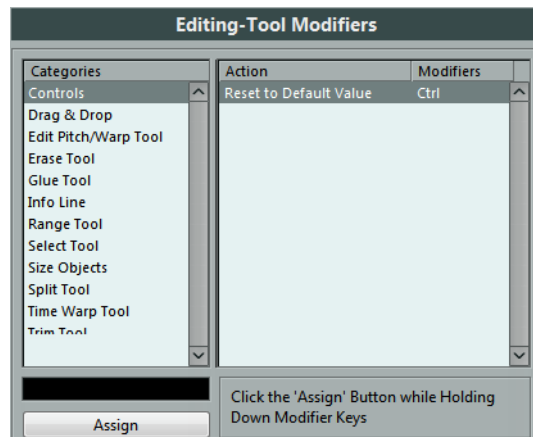 Editing-Tool Modifiers
Categories
Controls
Drag & Drop
Edit Pitch/Warp Tool
Erase Tool
Glue Tool
Info Line
Range Tool
Select Tool
Size Objects
Split Tool
Time Warp Tool
Trim Tool
Action Modifiers
Reset to Default Value Ctrl
Assign
Click the 'Assign' Button while Holding
Down Modifier Keys